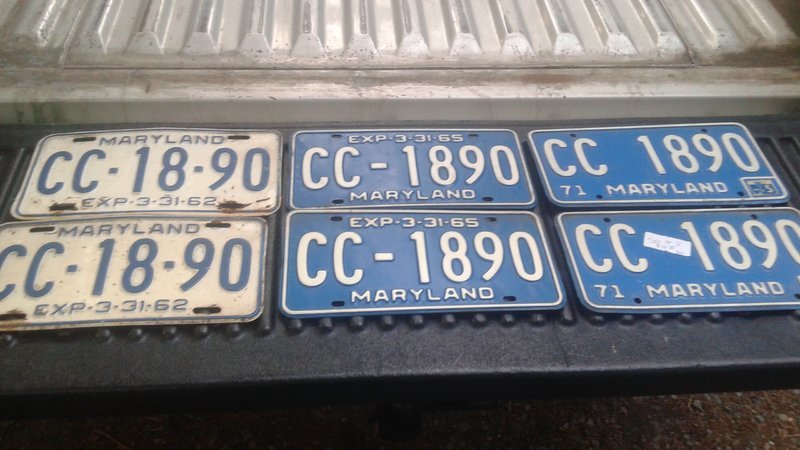 MARYLAND
CC-18-90
EXP-3-31-62
EXP-3-31-65
CC-1890
MARYLAND
CC 1890
71 MARYLAND
MARYLAND
CC-18-90
EXP-3-31-62
EXP-3-31-65
CC-1890
MARYLAND
CC 1890
71 MARYLAND